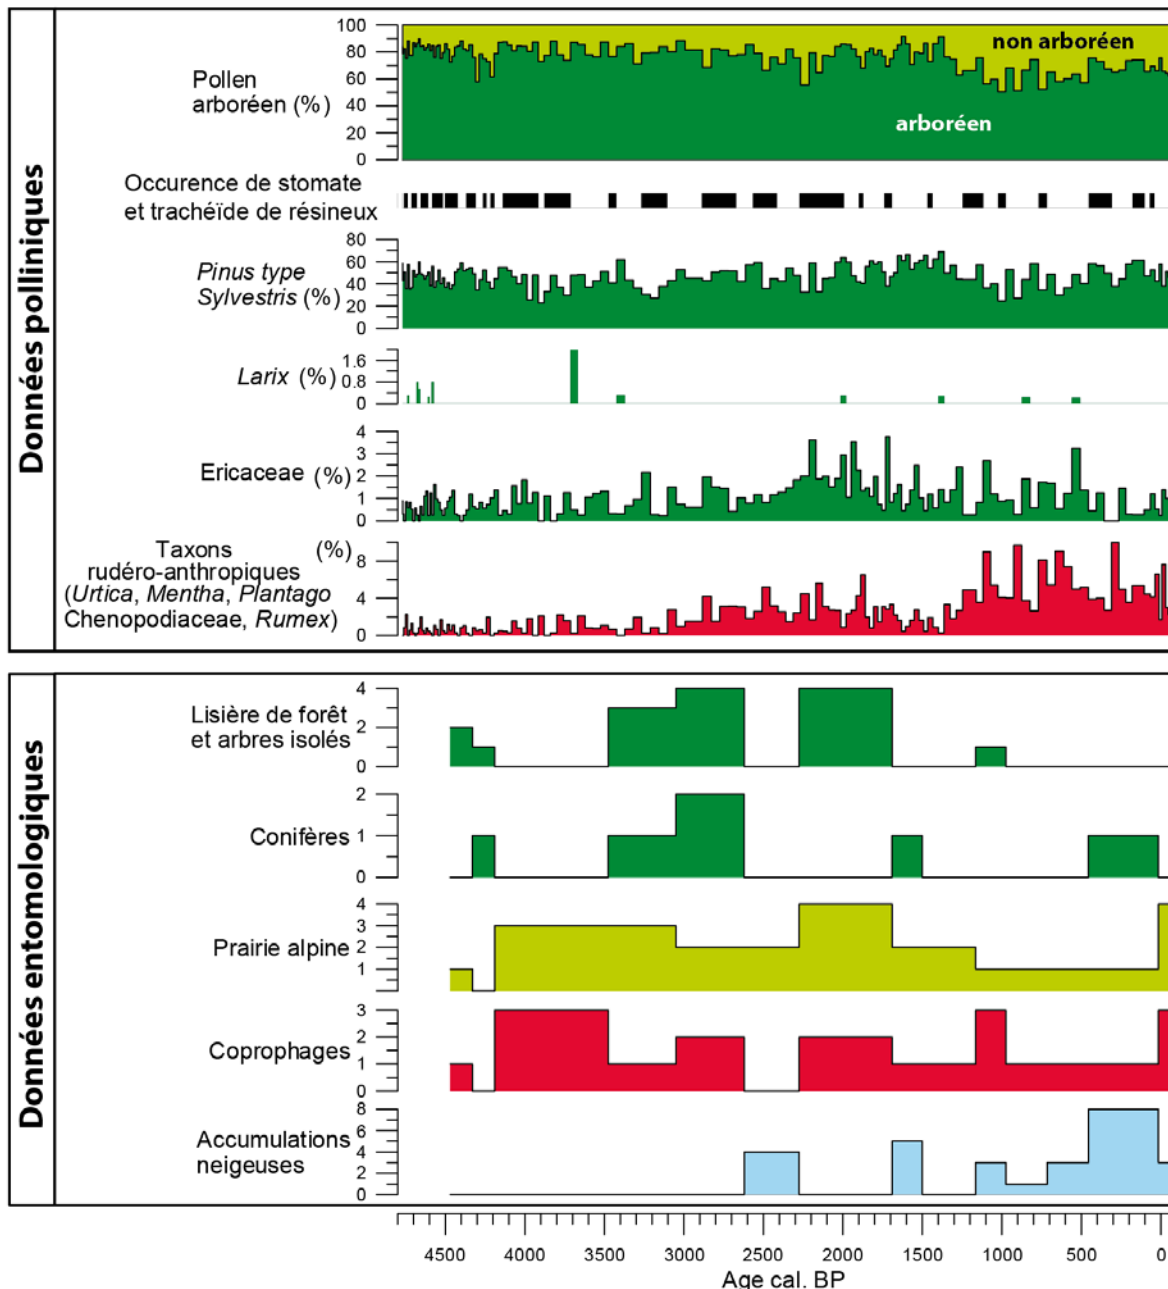 Données polliniques
Pollen
arboréen (%)
100
80
60
40
20
0
non arboréen
arboréen
Occurence de stomate
et trachéïde de résineux
Pinus type
Sylvestris (%)
80
60
40
20
0
Larix (%)
1.6
0.8
0
Ericaceae (%)
4
3
2
1
0
Taxons (%)
rudéro-anthropiques
(Urtica, Mentha, Plantago
Chenopodiaceae, Rumex)
8
4
0
Données entomologiques
Lisière de forêt
et arbres isolés
4
2
0
Conifères
2
1
0
Prairie alpine
4
3
2
1
Coprophages
3
2
1
0
Accumulations
neigeuses
8
6
4
2
0
4500 4000 3500 3000 2500 2000 1500 1000 500 0
Age cal. BP